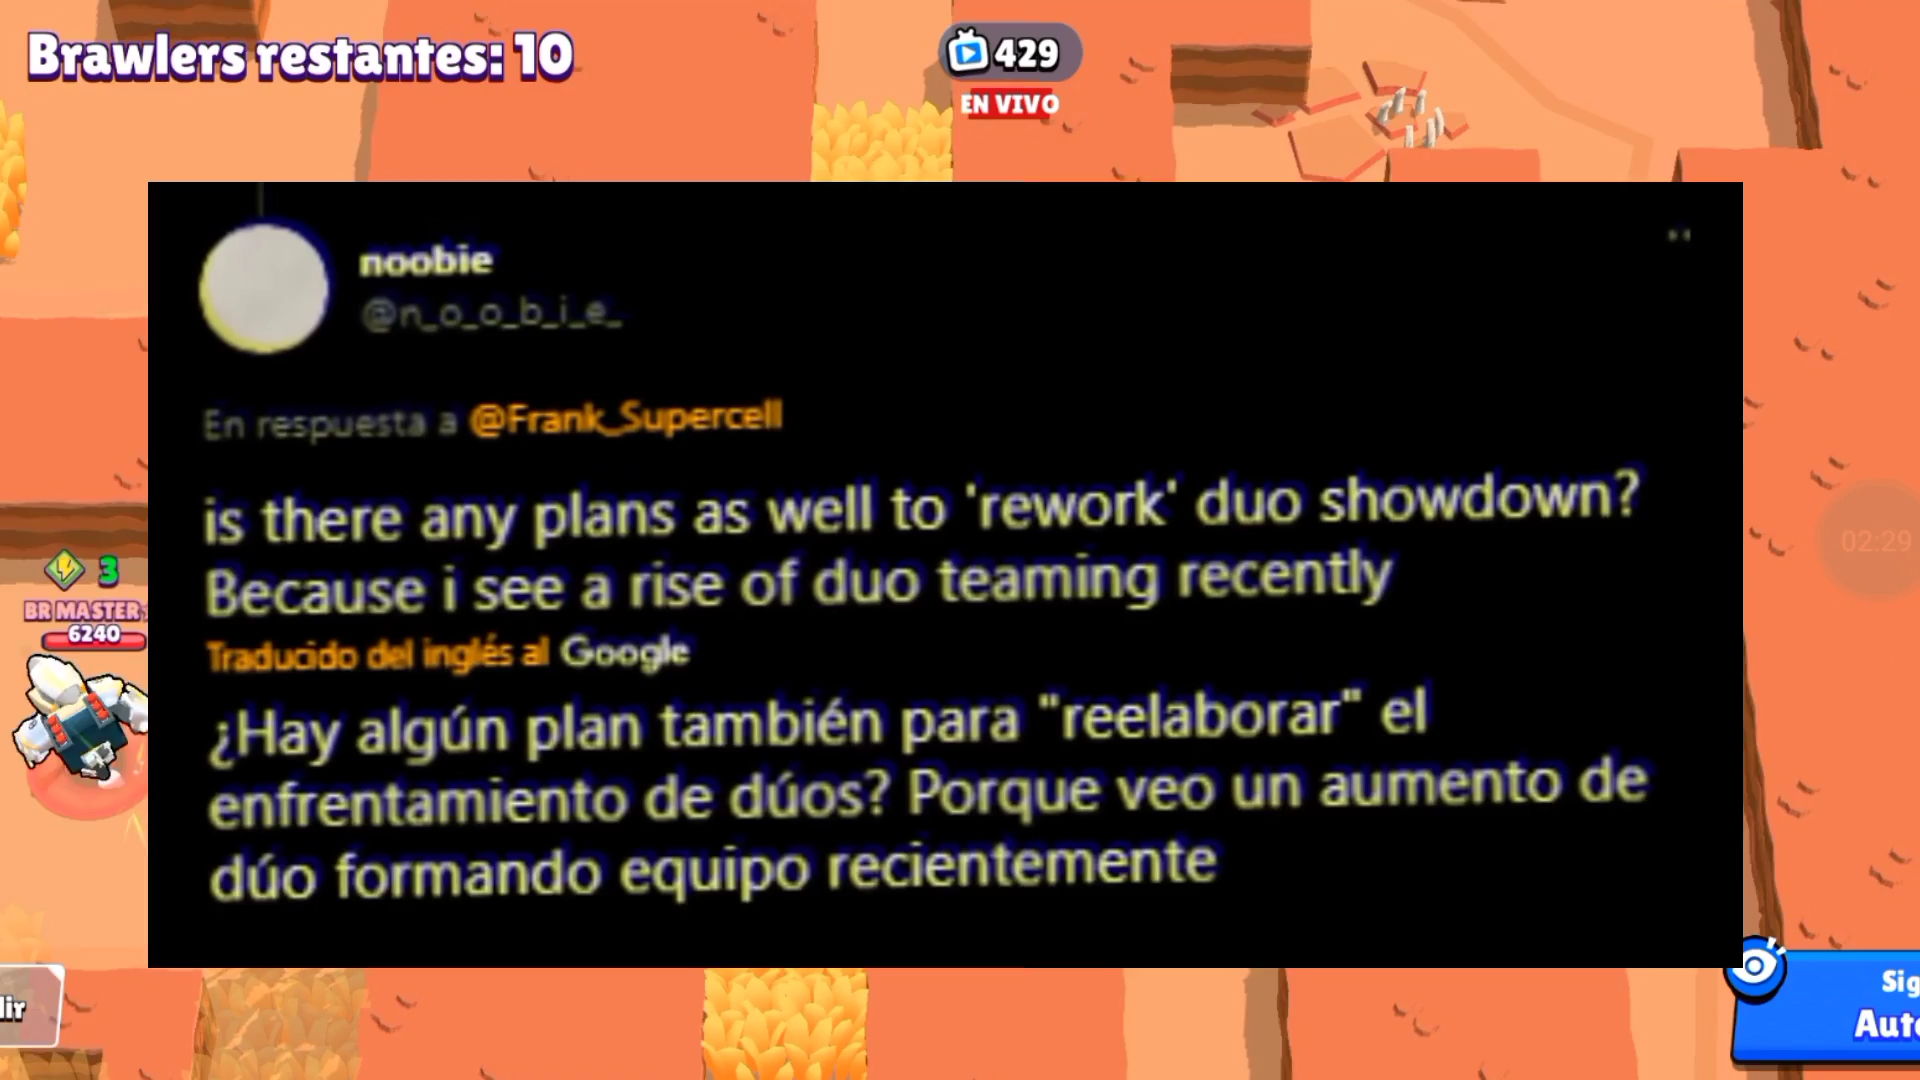 Brawlers restantes: 10
429
EN VIVO
noobie
@n_o_o_b_i_e_
En respuesta a @Frank_Supercell
is there any plans as well to 'rework' duo showdown?
Because i see a rise of duo teaming recently
Traducido del inglés al Google
¿Hay algún plan también para "reelaborar" el
enfrentamiento de dúos? Porque veo un aumento de
dúo formando equipo recientemente
3
BR MASTER
6240
02:29
lir
Sig
Auto